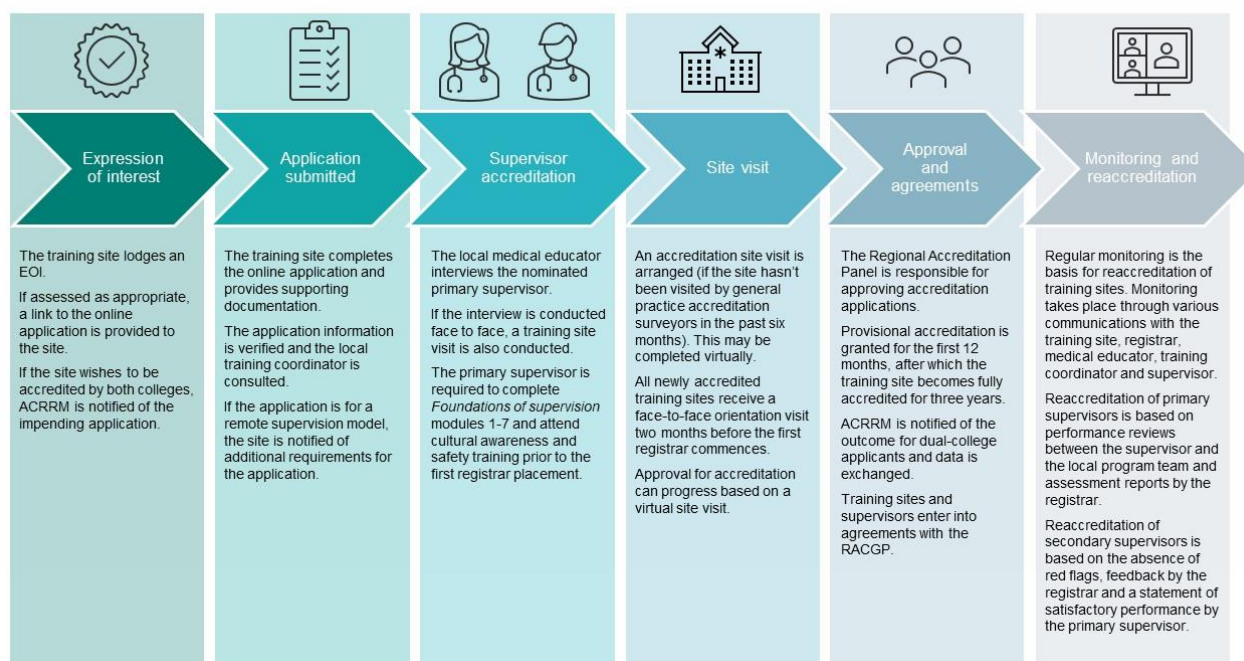 Expression
of interest
The training site lodges an
EOI.
If assessed as appropriate,
a link to the online
application is provided to
the site.
If the site wishes to be
accredited by both colleges,
ACRRM is notified of the
impending application.
Application
submitted
The training site completes
the online application and
provides supporting
documentation.
The application information
is verified and the local
training coordinator is
consulted.
If the application is for a
remote supervision model,
the site is notified of
additional requirements for
the application.
Supervisor
accreditation
The local medical educator
interviews the nominated
primary supervisor.
If the interview is conducted
face to face, a training site
visit is also conducted.
The primary supervisor is
required to complete
Foundations of supervision
modules 1-7 and attend
cultural awareness and
safety training prior to the
first registrar placement.
Site visit
An accreditation site visit is
arranged (if the site hasn't
been visited by general
practice accreditation
surveyors in the past six
months). This may be
completed virtually.
All newly accredited
training sites receive a
face-to-face orientation visit
two months before the first
registrar commences.
Approval for accreditation
can progress based on a
virtual site visit.
Approval
and
agreements
The Regional Accreditation
Panel is responsible for
approving accreditation
applications.
Provisional accreditation is
granted for the first 12
months, after which the
training site becomes fully
accredited for three years.
ACRRM is notified of the
outcome for dual-college
applicants and data is
exchanged.
Training sites and
supervisors enter into
agreements with the
RACGP.
Monitoring and
reaccreditation
Regular monitoring is the
basis for reaccreditation of
training sites. Monitoring
takes place through various
communications with the
training site, registrar,
medical educator, training
coordinator and supervisor.
Reaccreditation of primary
supervisors is based on
performance reviews
between the supervisor and
the local program team and
assessment reports by the
registrar.
Reaccreditation of
secondary supervisors is
based on the absence of
red flags, feedback by the
registrar and a statement of
satisfactory performance by
the primary supervisor.